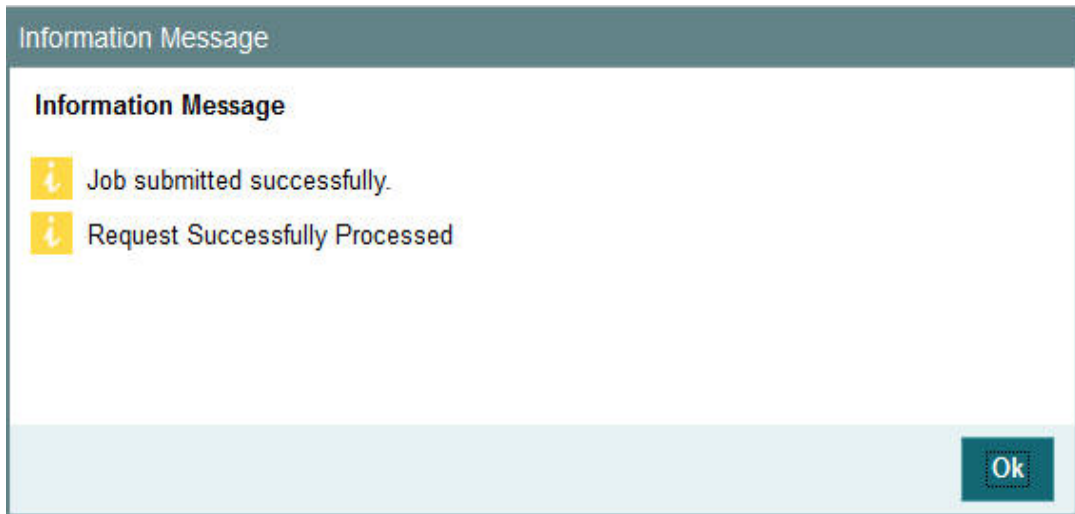 Information Message
Information Message
i Job submitted successfully.
i Request Successfully Processed
Ok